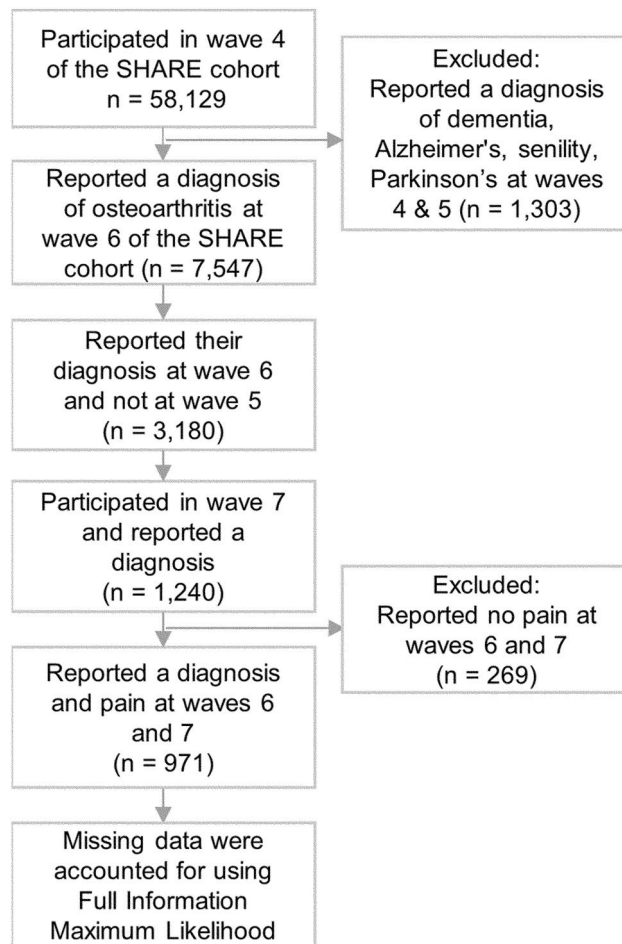 Participated in wave 4
of the SHARE cohort
n = 58,129
Excluded:
Reported a diagnosis
of dementia,
Alzheimer's, senility,
Parkinson’s at waves
4 & 5 (n = 1,303)
Reported a diagnosis
of osteoarthritis at
wave 6 of the SHARE
cohort (n = 7,547)
Reported their
diagnosis at wave 6
and not at wave 5
(n = 3,180)
Participated in wave 7
and reported a
diagnosis
(n = 1,240)
Excluded:
Reported no pain at
waves 6 and 7
(n = 269)
Reported a diagnosis
and pain at waves 6
and 7
(n = 971)
Missing data were
accounted for using
Full Information
Maximum Likelihood